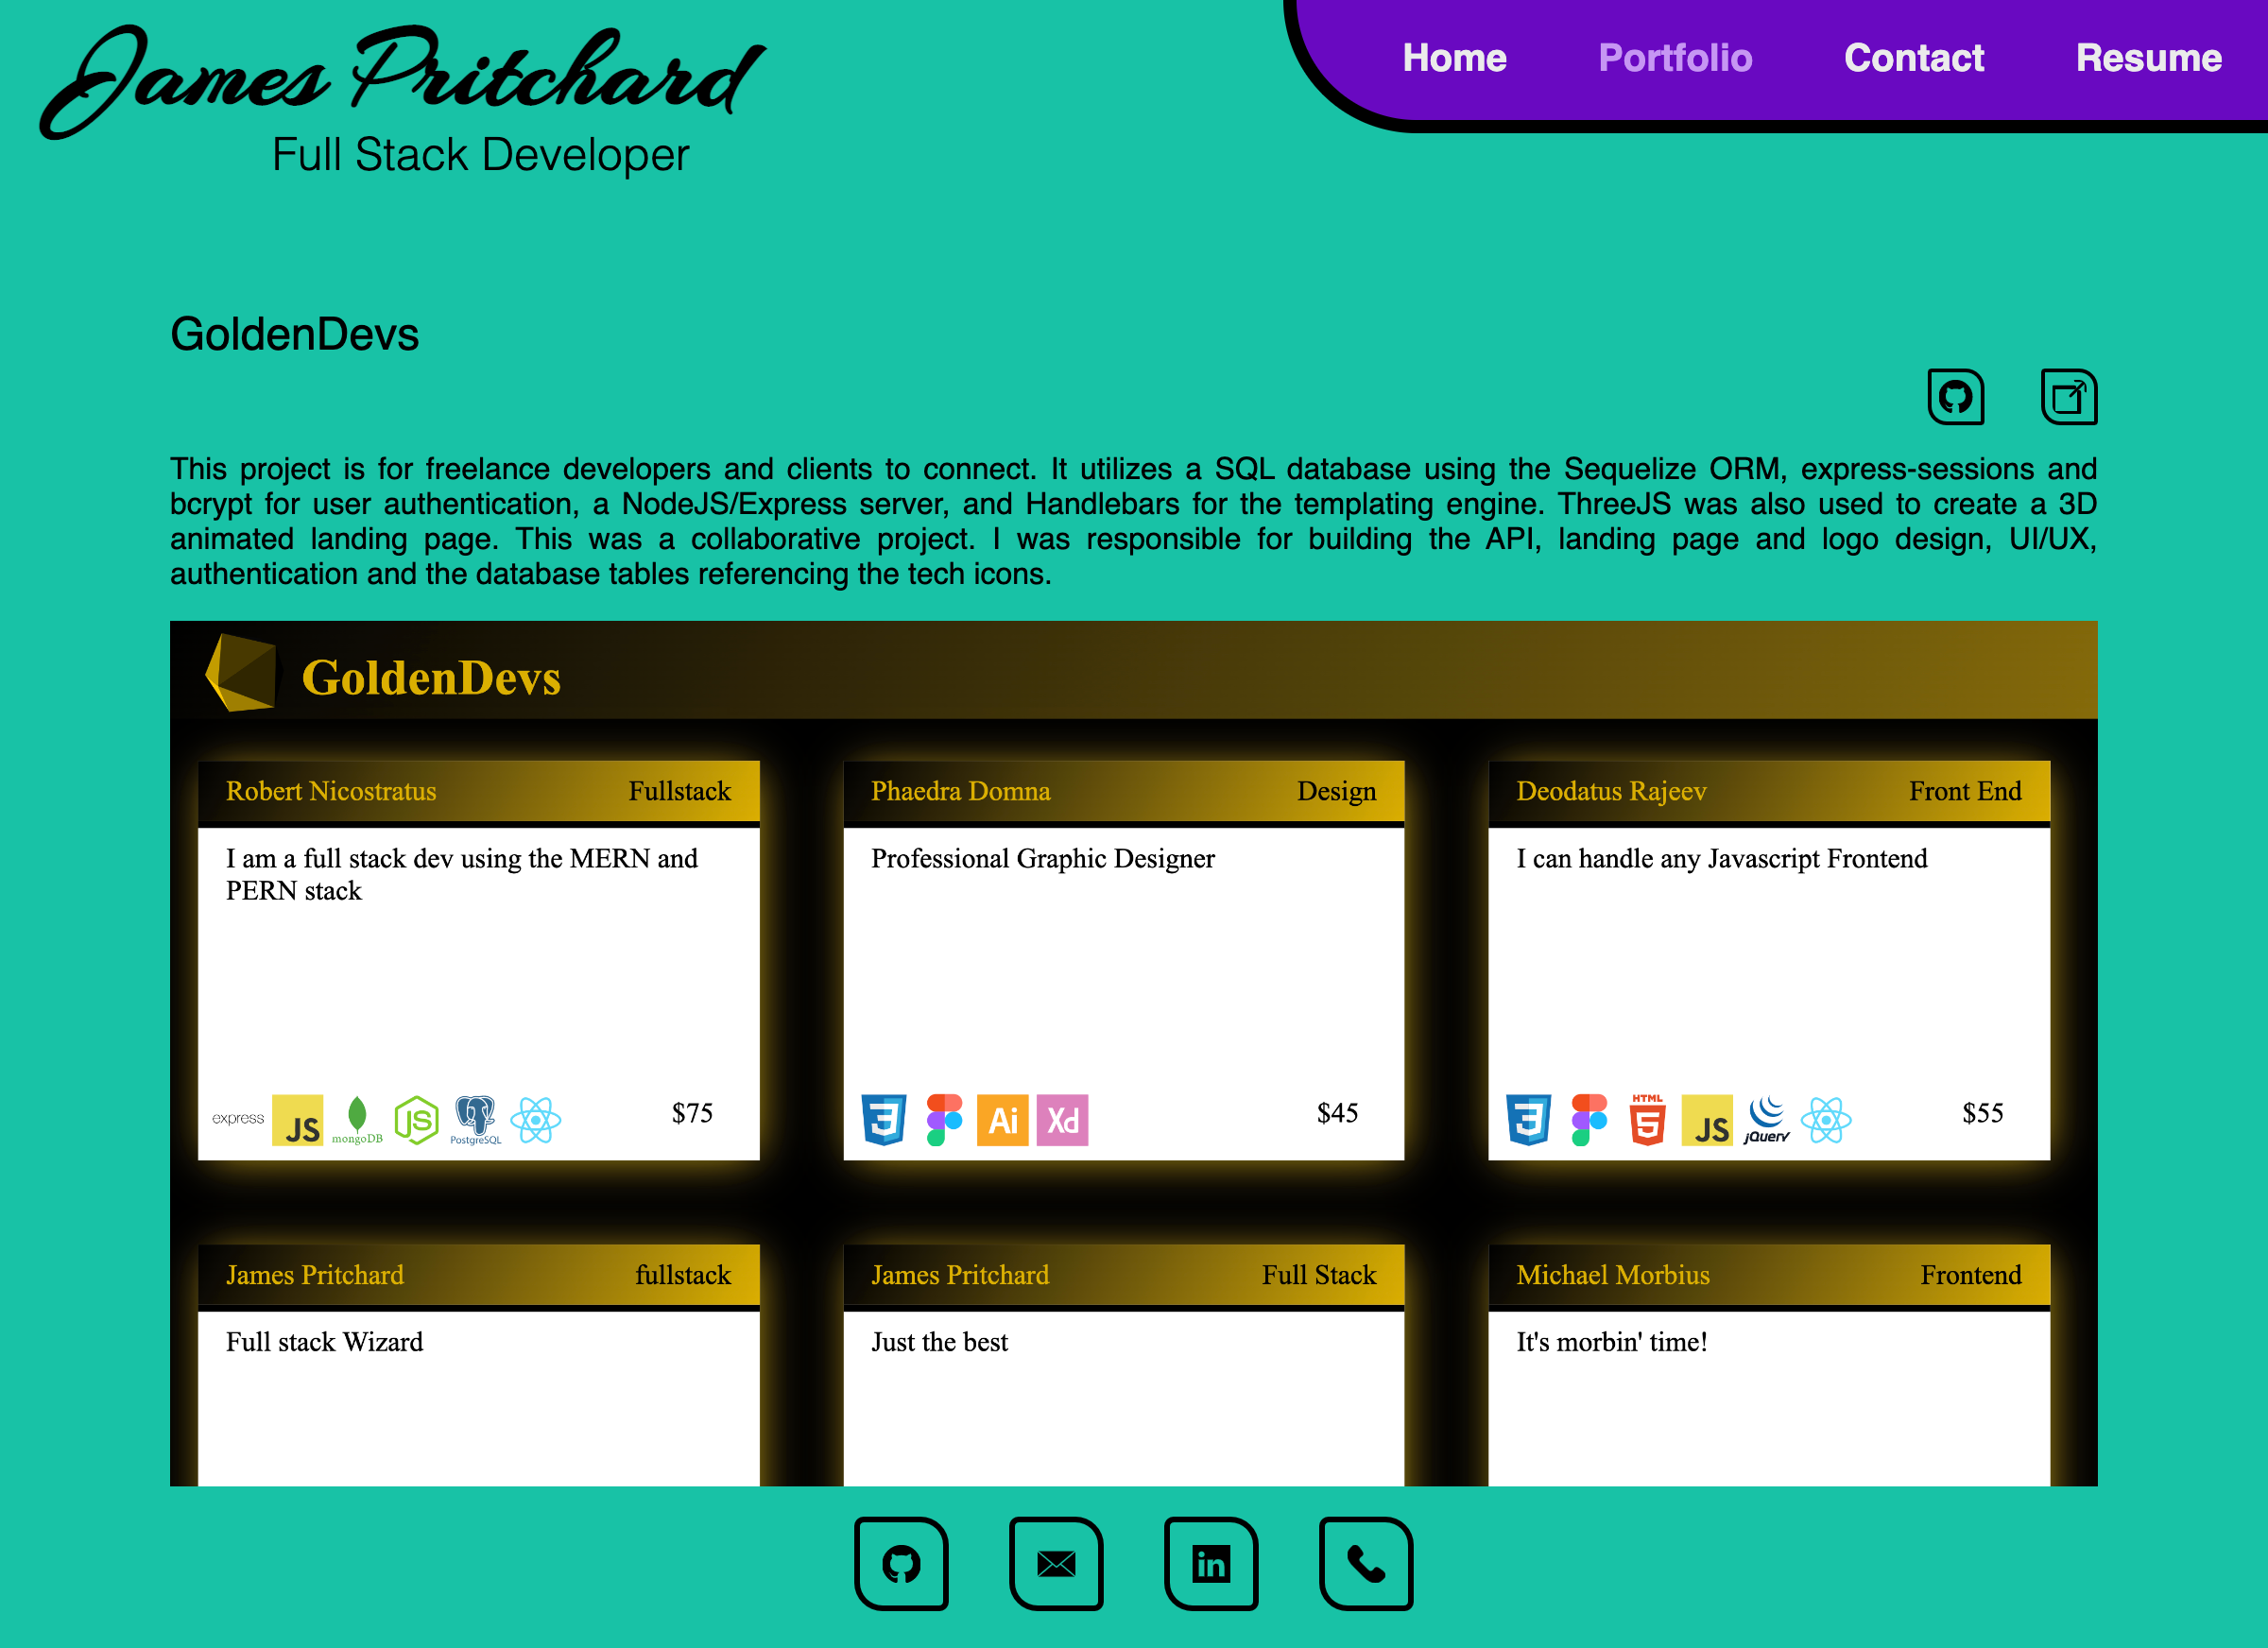 James Pritchard
Full Stack Developer
Home Portfolio Contact Resume
GoldenDevs
This project is for freelance developers and clients to connect. It utilizes a SQL database using the Sequelize ORM, express-sessions and
bcrypt for user authentication, a NodeJS/Express server, and Handlebars for the templating engine. ThreeJS was also used to create a 3D
animated landing page. This was a collaborative project. I was responsible for building the API, landing page and logo design, UI/UX,
authentication and the database tables referencing the tech icons.
GoldenDevs
Robert Nicostratus Fullstack
I am a full stack dev using the MERN and
PERN stack
express JS mongoDB JS PostgreSQL $75
Phaedra Domna Design
Professional Graphic Designer
3 Ai Xd $45
Deodatus Rajeev Front End
I can handle any Javascript Frontend
3 HTML 5 JS jQuery $55
James Pritchard fullstack
Full stack Wizard
James Pritchard Full Stack
Just the best
Michael Morbius Frontend
It's morbin' time!
in